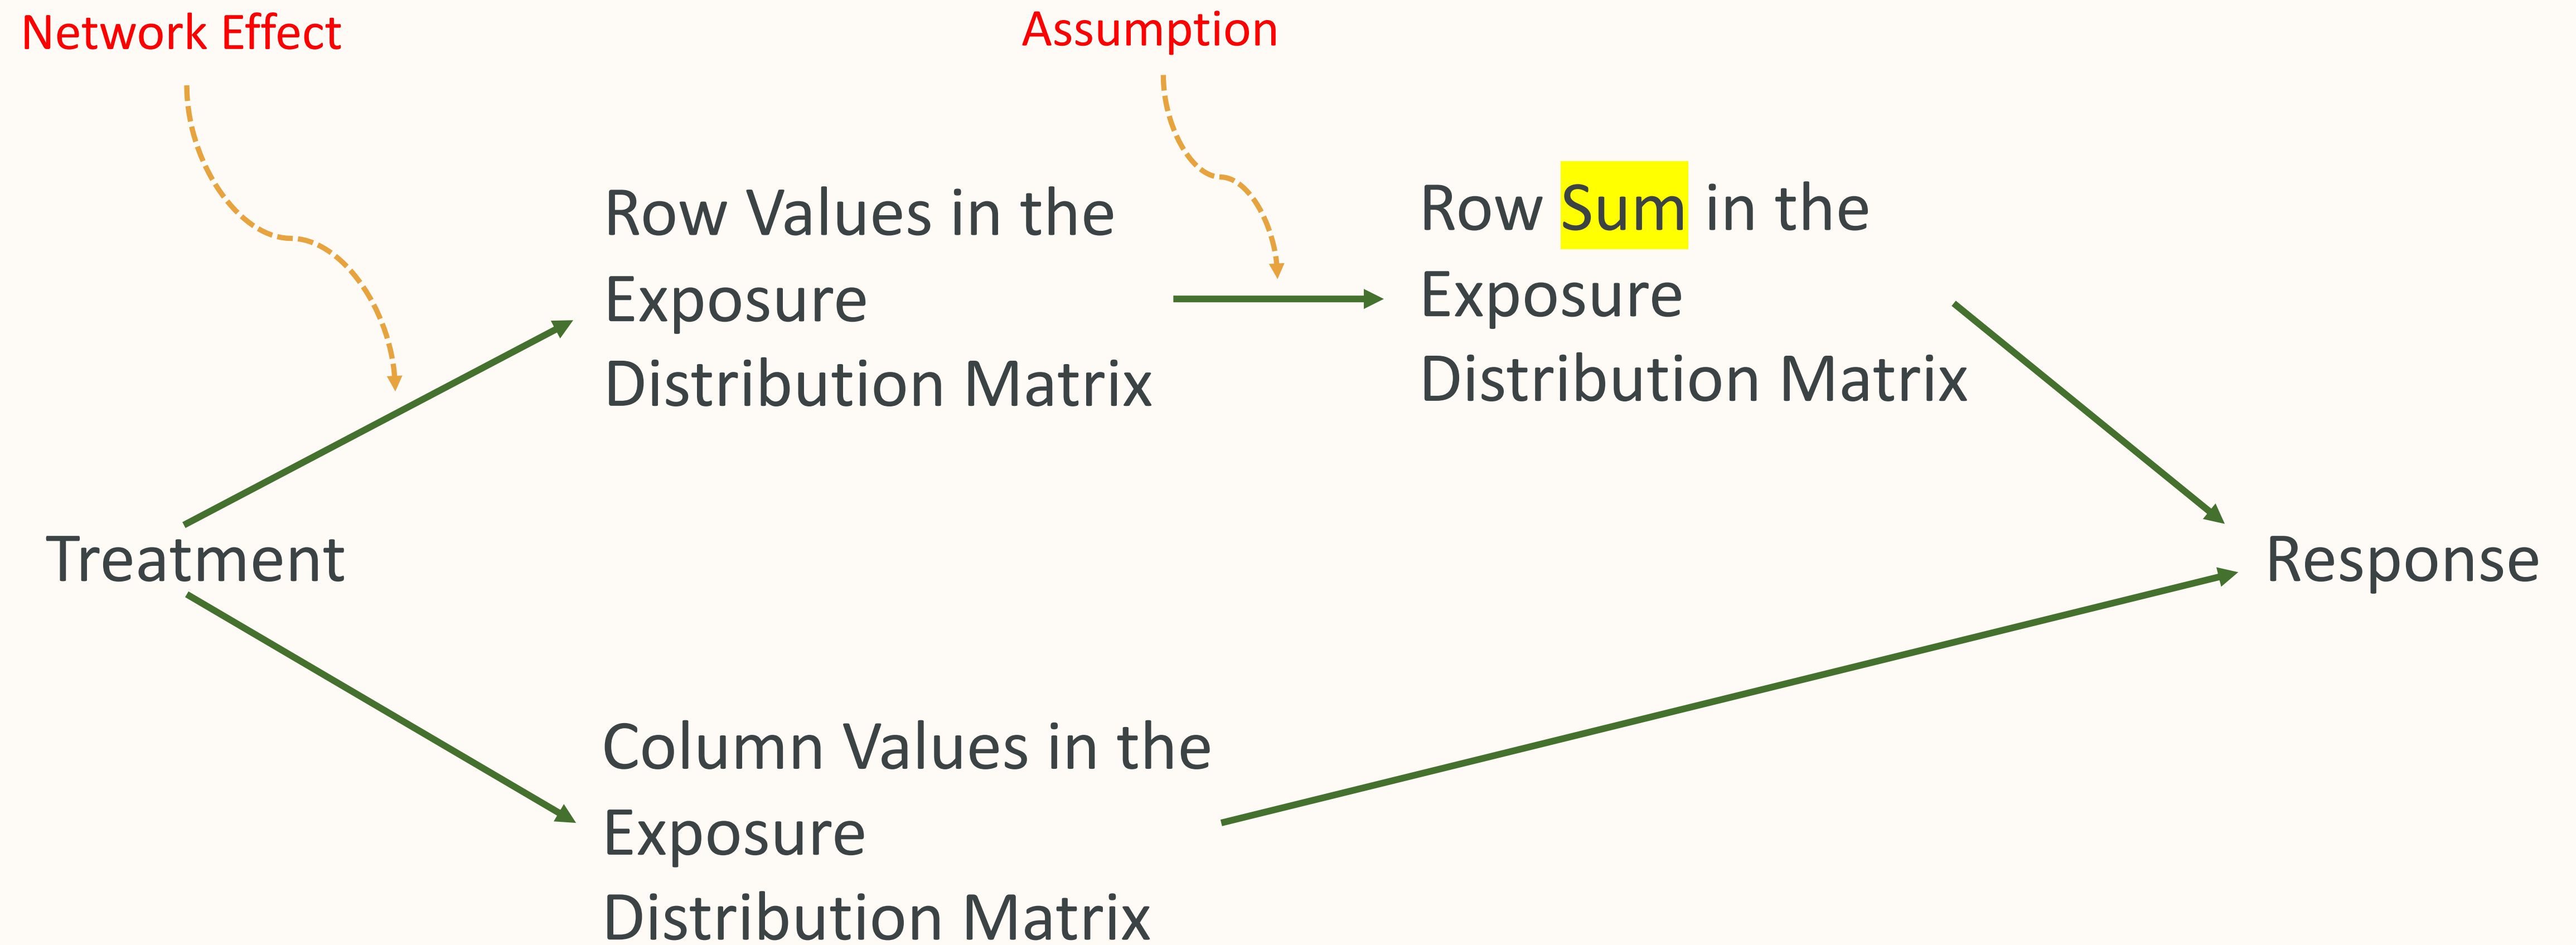 Network Effect
Assumption
Row Values in the
Exposure
Distribution Matrix
Row Sum in the
Exposure
Distribution Matrix
Treatment
Response
Column Values in the
Exposure
Distribution Matrix